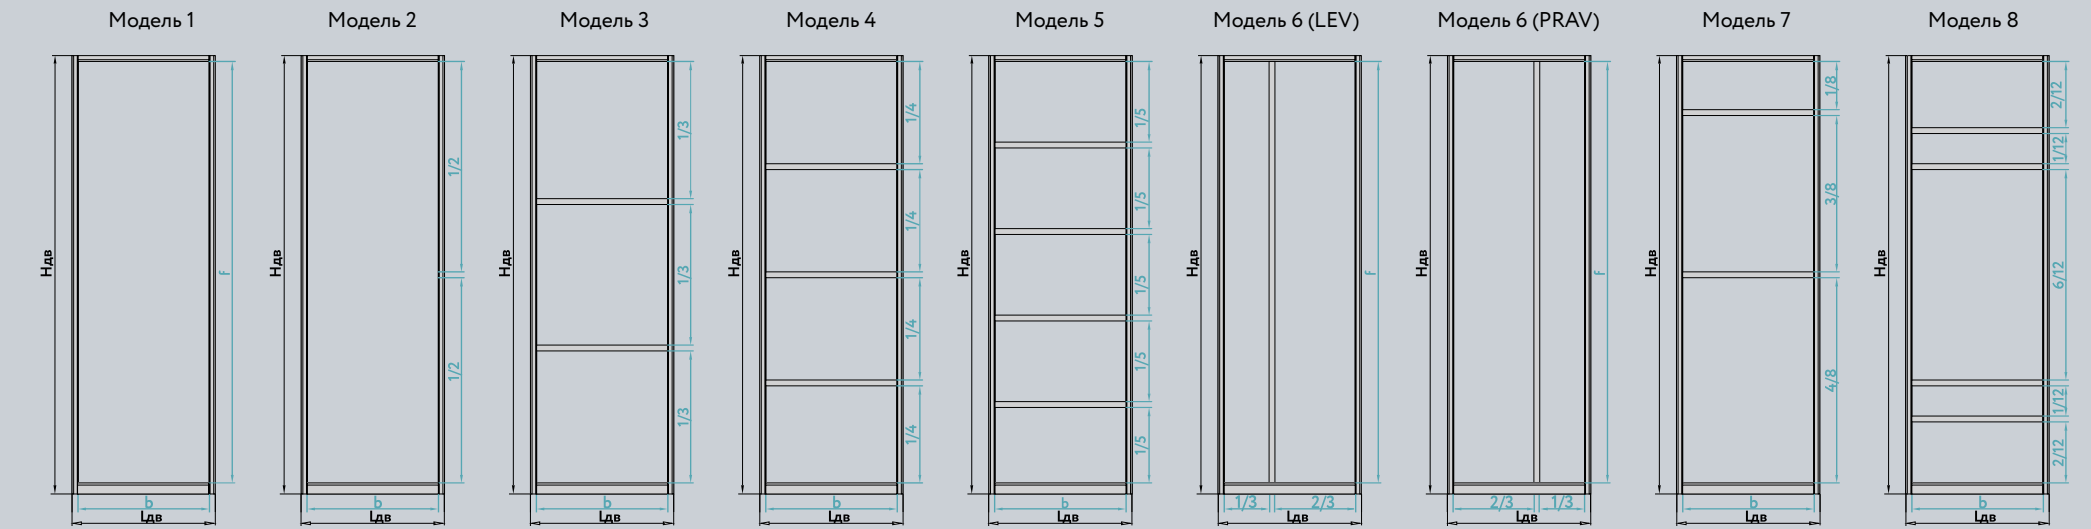 Модель 1
Модель 2
Модель 3
Модель 4
Модель 5
Модель 6 (LEV)
Модель 6 (PRAV)
Модель 7
Модель 8
Hдв
f
b
Lдв
Hдв
1/2
1/2
b
Lдв
Hдв
1/3
1/3
1/3
b
Lдв
Hдв
1/4
1/4
1/4
1/4
b
Lдв
Hдв
1/5
1/5
1/5
1/5
1/5
b
Lдв
Hдв
f
1/3
2/3
Lдв
Hдв
f
2/3
1/3
Lдв
Hдв
1/8
3/8
4/8
b
Lдв
Hдв
2/12
1/12
6/12
1/12
2/12
b
Lдв